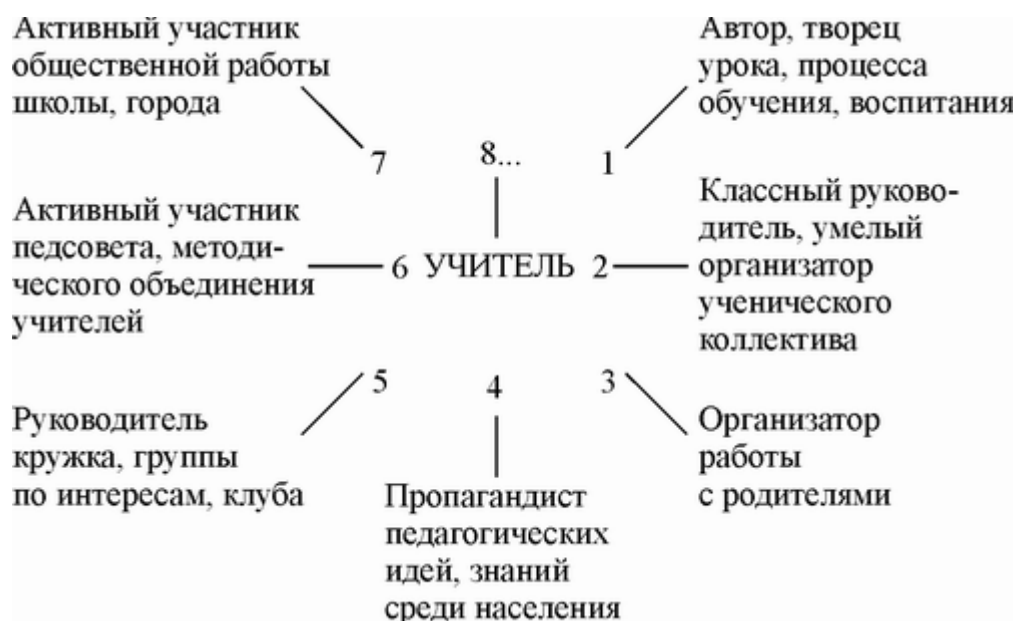 Активный участник
общественной работы
школы, города
Автор, творец
урока, процесса
обучения, воспитания
7
8...
1
Активный участник
педсовета, методи-
ческого объединения
учителей
6 УЧИТЕЛЬ 2
Классный руково-
дитель, умелый
организатор
ученического
коллектива
5
4
3
Руководитель
кружка, группы
по интересам, клуба
Пропагандист
педагогических
идей, знаний
среди населения
Организатор
работы
с родителями